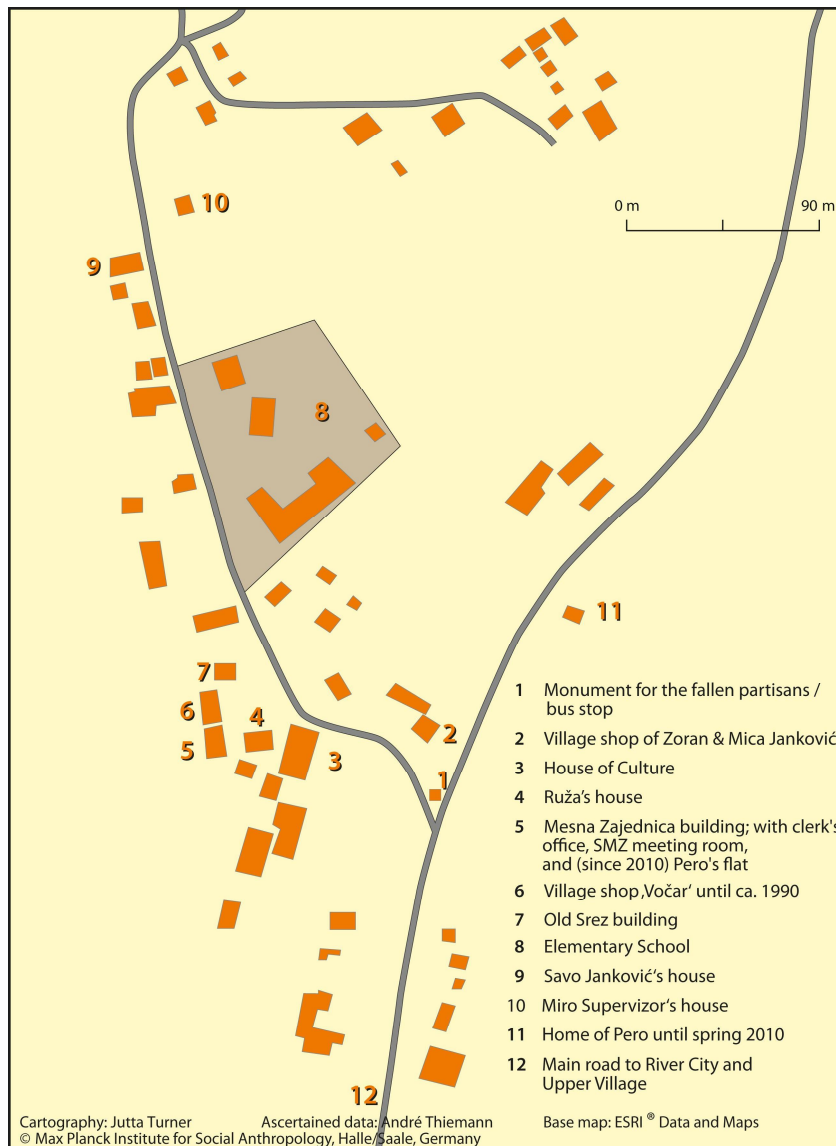 10
0 m 90 m
9
8
11
7
6
4
5
3
2
1
12
1 Monument for the fallen partisans /
bus stop
2 Village shop of Zoran & Mica Janković
3 House of Culture
4 Ruža's house
5 Mesna Zajednica building; with clerk's
office, SMZ meeting room,
and (since 2010) Pero's flat
6 Village shop ‚Vočar‘ until ca. 1990
7 Old Srez building
8 Elementary School
9 Savo Janković‘s house
10 Miro Supervizor‘s house
11 Home of Pero until spring 2010
12 Main road to River City and
Upper Village
Cartography: Jutta Turner Ascertained data: André Thiemann Base map: ESRI ® Data and Maps
© Max Planck Institute for Social Anthropology, Halle/Saale, Germany